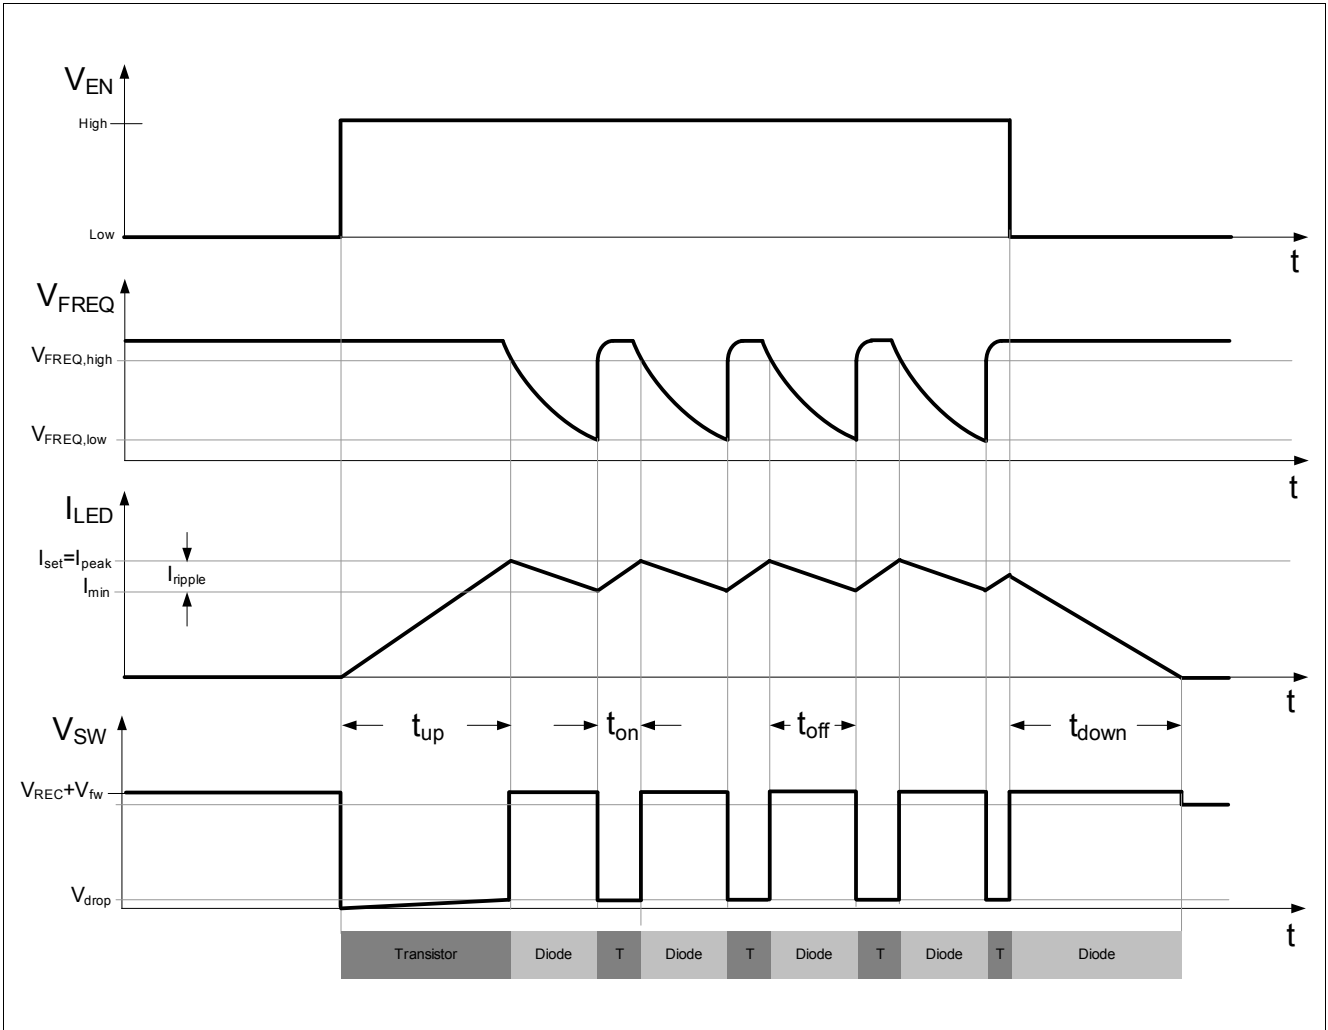 V_EN
High
Low
t
V_FREQ
V_FREQ,high
V_FREQ,low
t
I_LED
I_set=I_peak
I_ripple
I_min
t
V_SW
t_up
t_on
t_off
t_down
V_REC+V_fw
V_drop
t
Transistor Diode T Diode T Diode T Diode T Diode